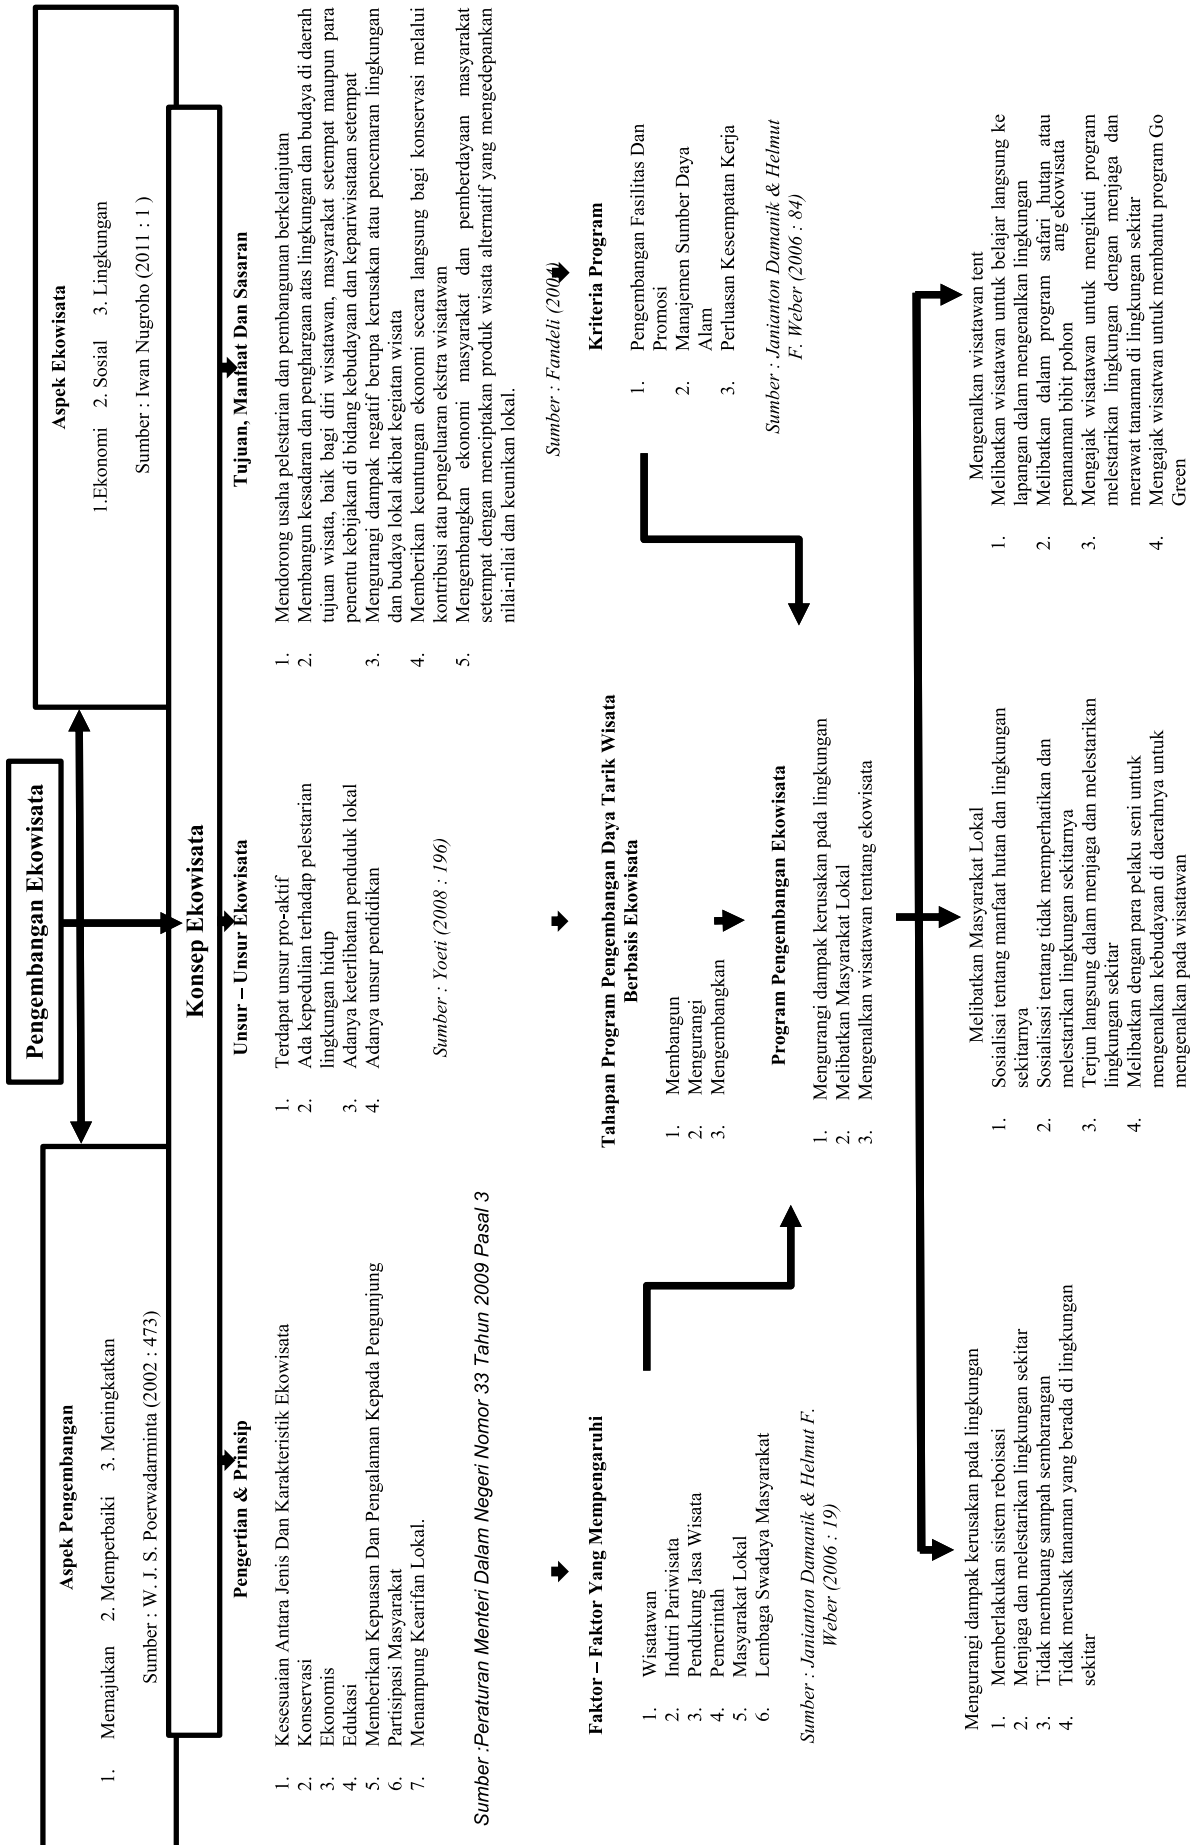 Pengembangan Ekowisata
Aspek Pengembangan
1. Memajukan 2. Memperbaiki 3. Meningkatkan
Sumber : W. J. S. Poerwadarminta (2002 : 473)
Aspek Ekowisata
1.Ekonomi 2. Sosial 3. Lingkungan
Sumber : Iwan Nugroho (2011 : 1 )
Konsep Ekowisata
Pengertian & Prinsip
1. Kesesuaian Antara Jenis Dan Karakteristik Ekowisata
2. Konservasi
3. Ekonomis
4. Edukasi
5. Memberikan Kepuasan Dan Pengalaman Kepada Pengunjung
6. Partisipasi Masyarakat
7. Menampung Kearifan Lokal.
Sumber :Peraturan Menteri Dalam Negeri Nomor 33 Tahun 2009 Pasal 3
Unsur – Unsur Ekowisata
1. Terdapat unsur pro-aktif
2. Ada kepedulian terhadap pelestarian
lingkungan hidup
3. Adanya keterlibatan penduduk lokal
4. Adanya unsur pendidikan
Sumber : Yoeti (2008 : 196)
Tujuan, Manfaat Dan Sasaran
1. Mendorong usaha pelestarian dan pembangunan berkelanjutan
2. Membangun kesadaran dan penghargaan atas lingkungan dan budaya di daerah
tujuan wisata, baik bagi diri wisatawan, masyarakat setempat maupun para
penentu kebijakan di bidang kebudayaan dan kepariwisataan setempat
3. Mengurangi dampak negatif berupa kerusakan atau pencemaran lingkungan
dan budaya lokal akibat kegiatan wisata
4. Memberikan keuntungan ekonomi secara langsung bagi konservasi melalui
kontribusi atau pengeluaran ekstra wisatawan
5. Mengembangkan ekonomi masyarakat dan pemberdayaan masyarakat
setempat dengan menciptakan produk wisata alternatif yang mengedepankan
nilai-nilai dan keunikan lokal.
Sumber : Fandeli (2004)
Faktor – Faktor Yang Mempengaruhi
1. Wisatawan
2. Indutri Pariwisata
3. Pendukung Jasa Wisata
4. Pemerintah
5. Masyarakat Lokal
6. Lembaga Swadaya Masyarakat
Sumber : Janianton Damanik & Helmut F.
Weber (2006 : 19)
Tahapan Program Pengembangan Daya Tarik Wisata
Berbasis Ekowisata
1. Membangun
2. Mengurangi
3. Mengembangkan
Kriteria Program
1. Pengembangan Fasilitas Dan
Promosi
2. Manajemen Sumber Daya
Alam
3. Perluasan Kesempatan Kerja
Sumber : Janianton Damanik & Helmut
F. Weber (2006 : 84)
Program Pengembangan Ekowisata
1. Mengurangi dampak kerusakan pada lingkungan
2. Melibatkan Masyarakat Lokal
3. Mengenalkan wisatawan tentang ekowisata
Mengurangi dampak kerusakan pada lingkungan
1. Memberlakukan sistem reboisasi
2. Menjaga dan melestarikan lingkungan sekitar
3. Tidak membuang sampah sembarangan
4. Tidak merusak tanaman yang berada di lingkungan
sekitar
Melibatkan Masyarakat Lokal
1. Sosialisai tentang manfaat hutan dan lingkungan
sekitarnya
2. Sosialisasi tentang tidak memperhatikan dan
melestarikan lingkungan sekitarnya
3. Terjun langsung dalam menjaga dan melestarikan
lingkungan sekitar
4. Melibatkan dengan para pelaku seni untuk
mengenalkan kebudayaan di daerahnya untuk
mengenalkan pada wisatawan
Mengenalkan wisatawan tent
1. Melibatkan wisatawan untuk belajar langsung ke
lapangan dalam mengenalkan lingkungan
2. Melibatkan dalam program safari hutan atau
penanaman bibit pohon ang ekowisata
3. Mengajak wisatawan untuk mengikuti program
melestarikan lingkungan dengan menjaga dan
merawat tanaman di lingkungan sekitar
4. Mengajak wisatwan untuk membantu program Go
Green